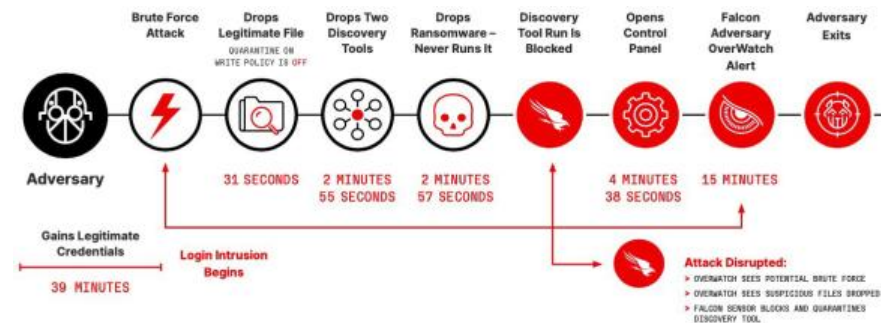 Brute Force
Attack
Drops
Legitimate File
QUARANTINE ON
WRITE POLICY IS OFF
Drops Two
Discovery
Tools
Drops
Ransomware –
Never Runs It
Discovery
Tool Run Is
Blocked
Opens
Control
Panel
Falcon
Adversary
OverWatch
Alert
Adversary
Exits
Adversary
31 SECONDS
2 MINUTES
55 SECONDS
2 MINUTES
57 SECONDS
4 MINUTES
38 SECONDS
15 MINUTES
Gains Legitimate
Credentials
39 MINUTES
Login Intrusion
Begins
Attack Disrupted:
> OVERWATCH SEES POTENTIAL BRUTE FORCE
> OVERWATCH SEES SUSPICIOUS FILES DROPPED
> FALCON SENSOR BLOCKS AND QUARANTINES
DISCOVERY TOOL